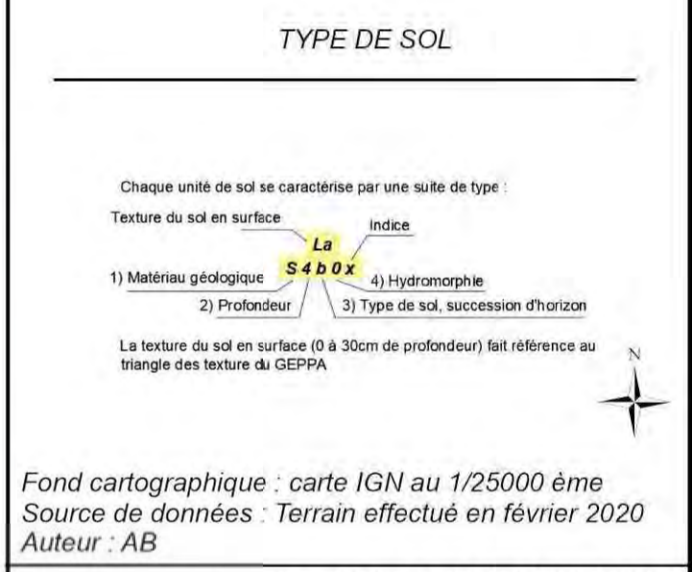 TYPE DE SOL
Chaque unité de sol se caractérise par une suite de type :
Texture du sol en surface
Indice
La
S4b0x
1) Matériau géologique
4) Hydromorphie
2) Profondeur
3) Type de sol, succession d'horizon
La texture du sol en surface (0 à 30cm de profondeur) fait référence au
triangle des texture du GEPPA
N
Fond cartographique : carte IGN au 1/25000 ème
Source de données : Terrain effectué en février 2020
Auteur : AB